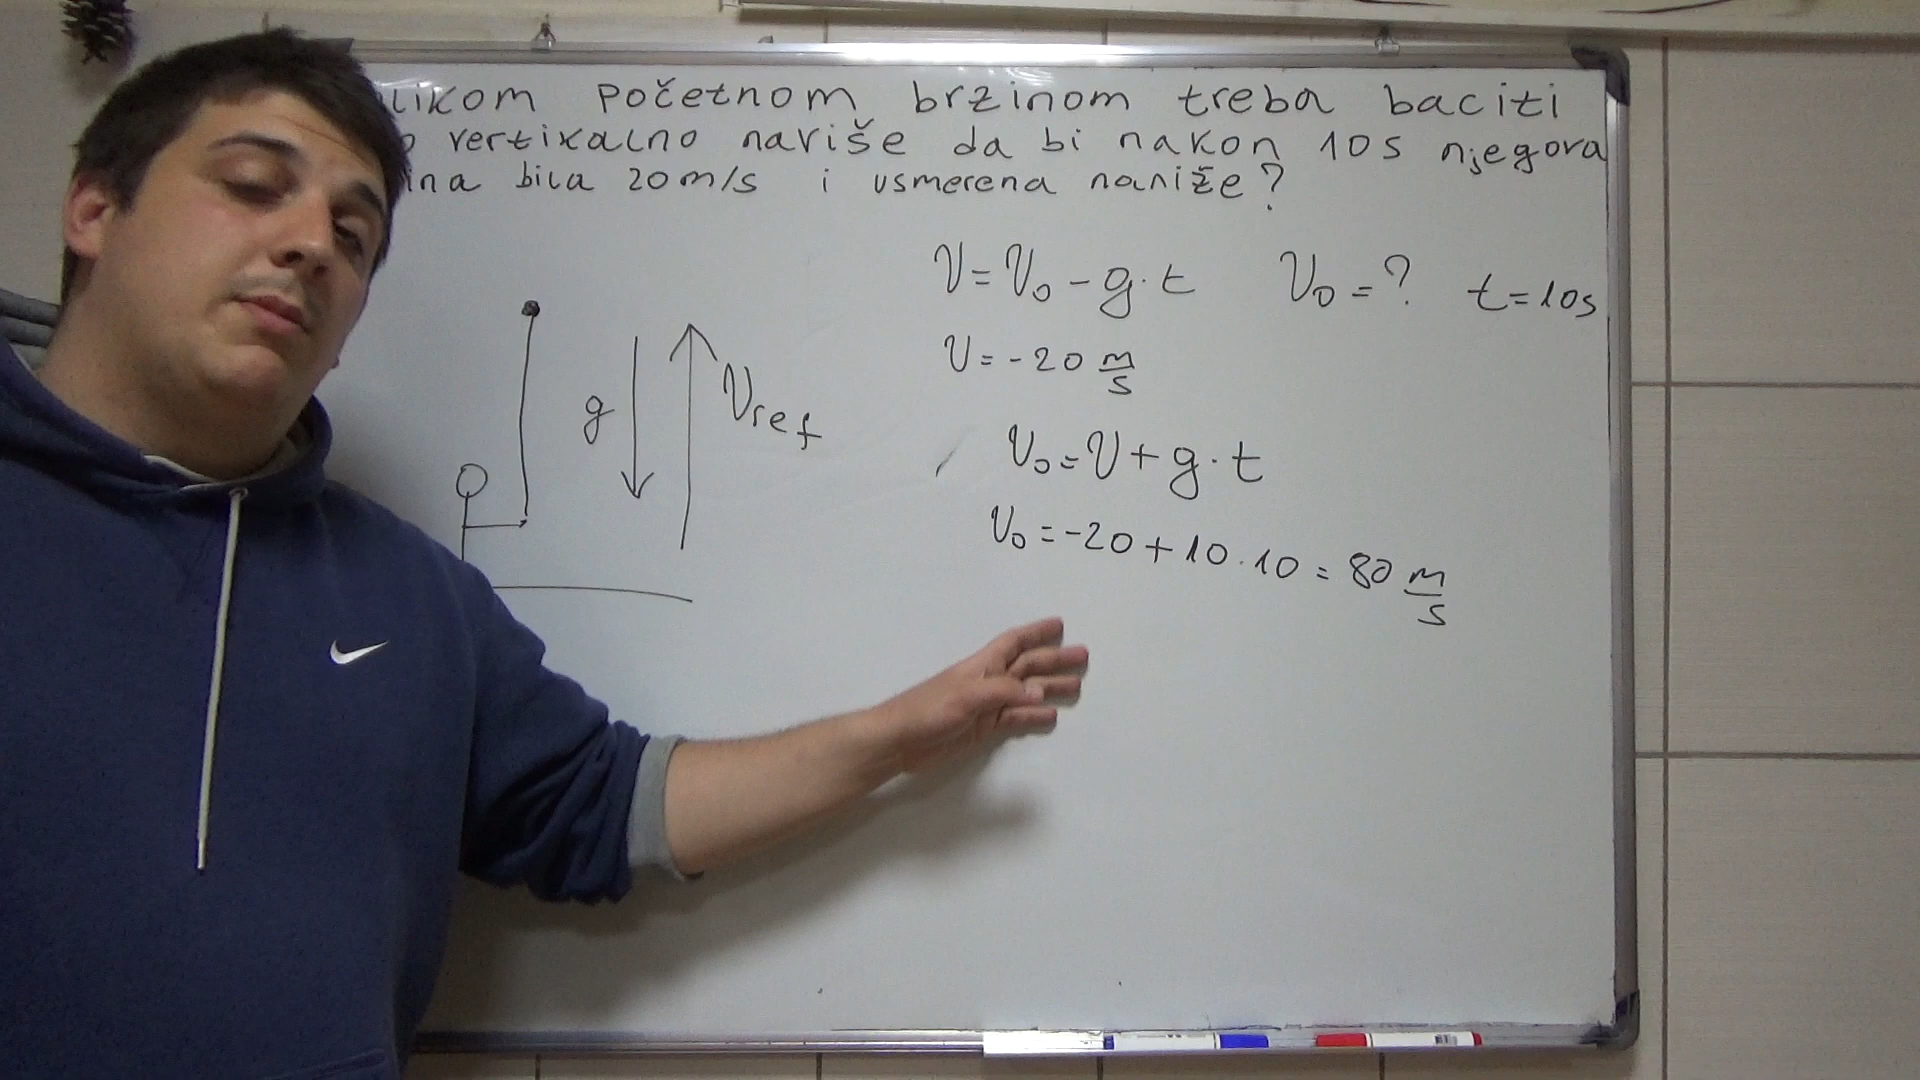 likom početnom brzinom treba baciti
vertikalno naviše da bi nakon 10s njegova
ina bila 20m/s i usmerena naniže?
V=V₀-g·t V₀=? t=10s
V=-20 m/s
g
Vref
V₀=V+g·t
V₀=-20+10·10=80 m/s